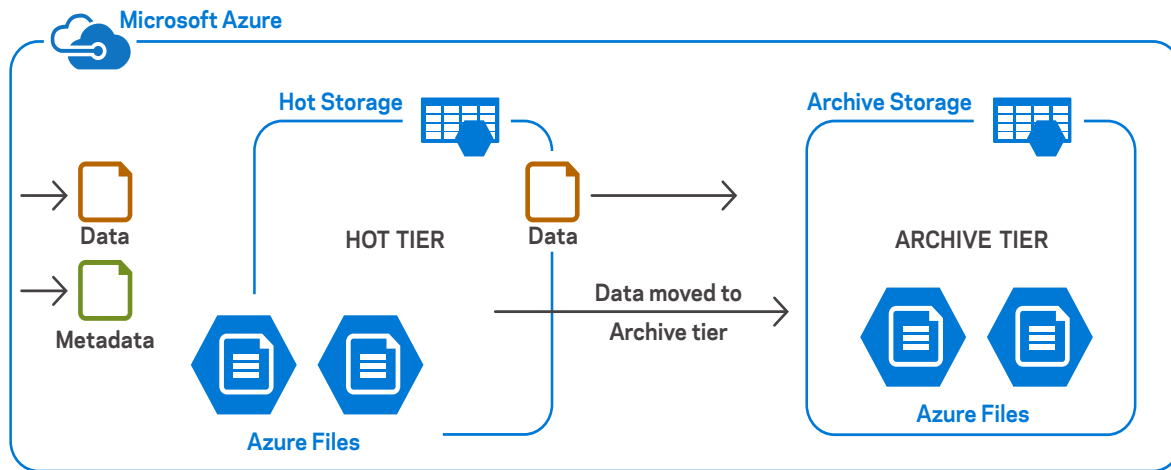 Microsoft Azure
Hot Storage
Archive Storage
Data
HOT TIER
Data
ARCHIVE TIER
Metadata
Data moved to
Archive tier
Azure Files
Azure Files